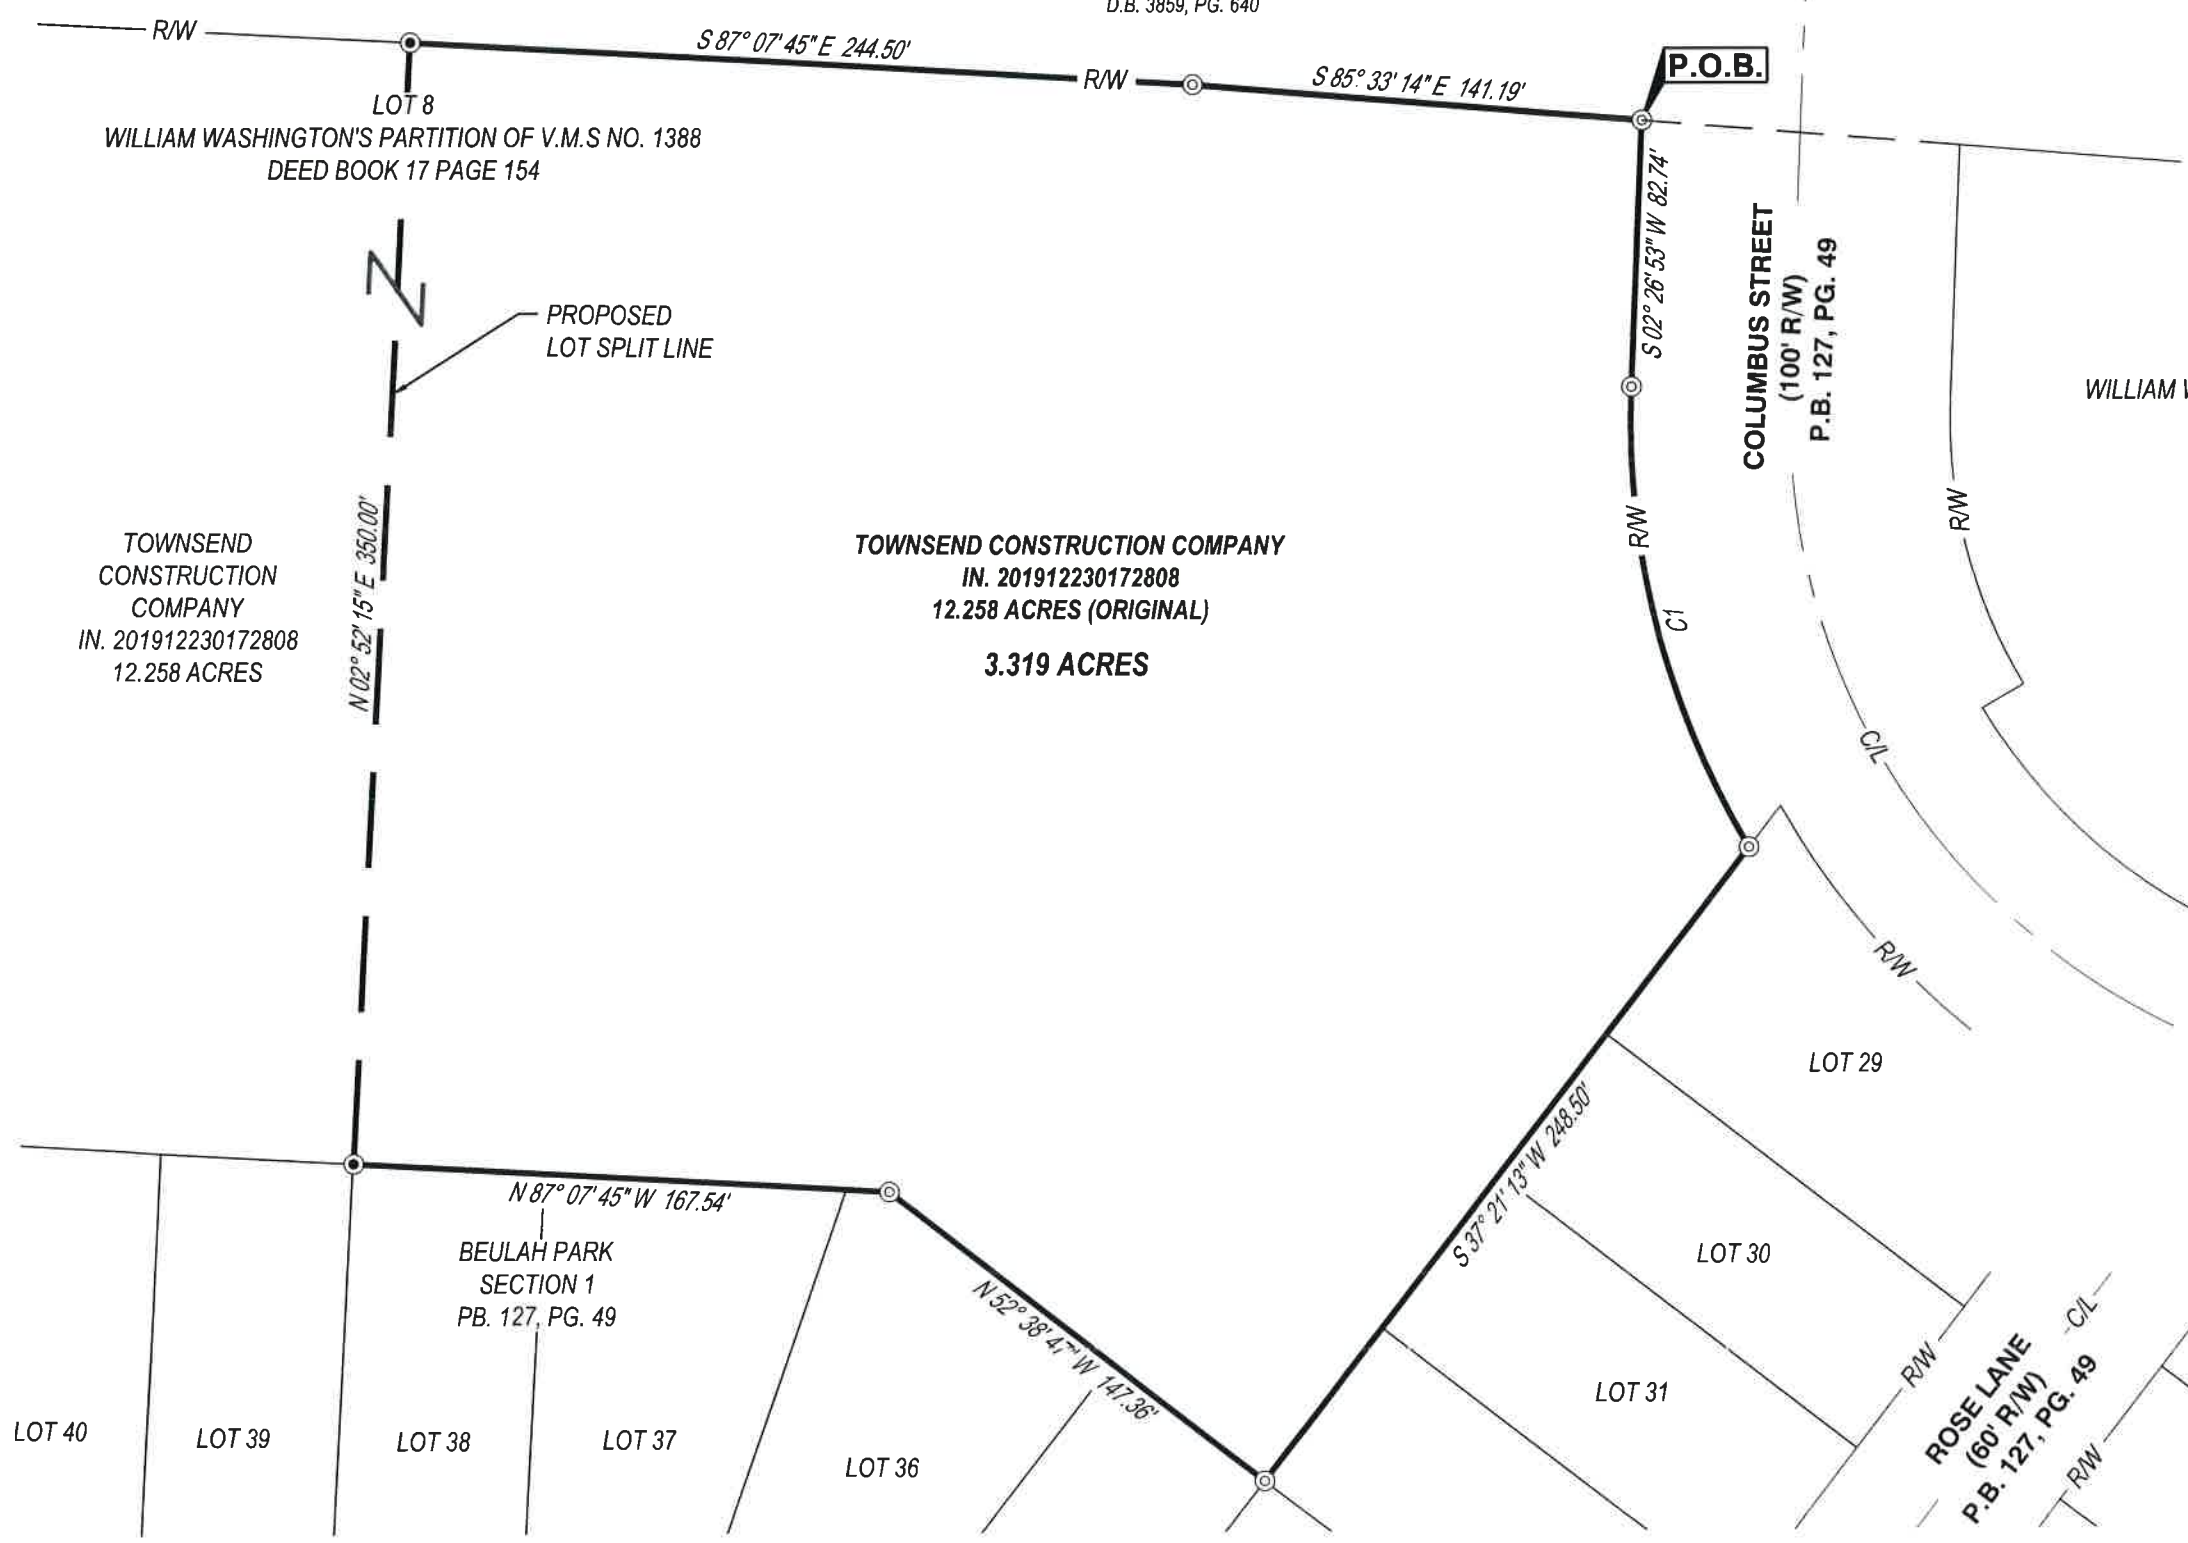 D.B. 3859, PG. 640
R/W
S 87° 07' 45" E 244.50'
R/W
S 85° 33' 14" E 141.19'
P.O.B.
LOT 8
WILLIAM WASHINGTON'S PARTITION OF V.M.S NO. 1388
DEED BOOK 17 PAGE 154
S 02° 26' 53" W 82.74'
COLUMBUS STREET
(100' R/W)
P.B. 127, PG. 49
N
PROPOSED
LOT SPLIT LINE
WILLIAM
R/W
R/W
N 02° 52' 15" E 350.00'
TOWNSEND
CONSTRUCTION
COMPANY
IN. 201912230172808
12.258 ACRES
TOWNSEND CONSTRUCTION COMPANY
IN. 201912230172808
12.258 ACRES (ORIGINAL)
3.319 ACRES
C1
C/L
R/W
LOT 29
S 37° 21' 13" W 248.50'
N 87° 07' 45" W 167.54'
BEULAH PARK
SECTION 1
PB. 127, PG. 49
N 52° 38' 47" W 147.36'
LOT 30
LOT 31
R/W
ROSE LANE
(60' R/W)
P.B. 127, PG. 49
C/L
R/W
LOT 40
LOT 39
LOT 38
LOT 37
LOT 36